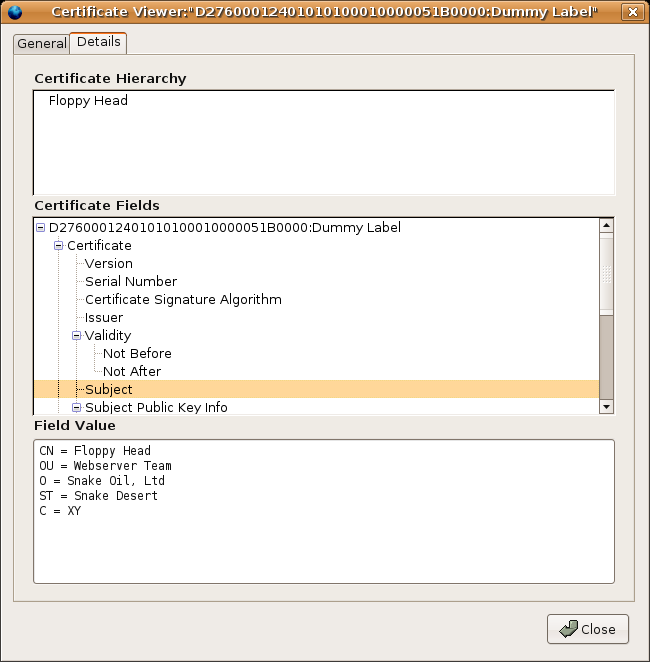 Certificate Viewer:"D27600012401010100010000051B0000:Dummy Label"
General
Details
Certificate Hierarchy
Floppy Head
Certificate Fields
D27600012401010100010000051B0000:Dummy Label
Certificate
Version
Serial Number
Certificate Signature Algorithm
Issuer
Validity
Not Before
Not After
Subject
Subject Public Key Info
Field Value
CN = Floppy Head
OU = Webserver Team
O = Snake Oil, Ltd
ST = Snake Desert
C = XY
Close